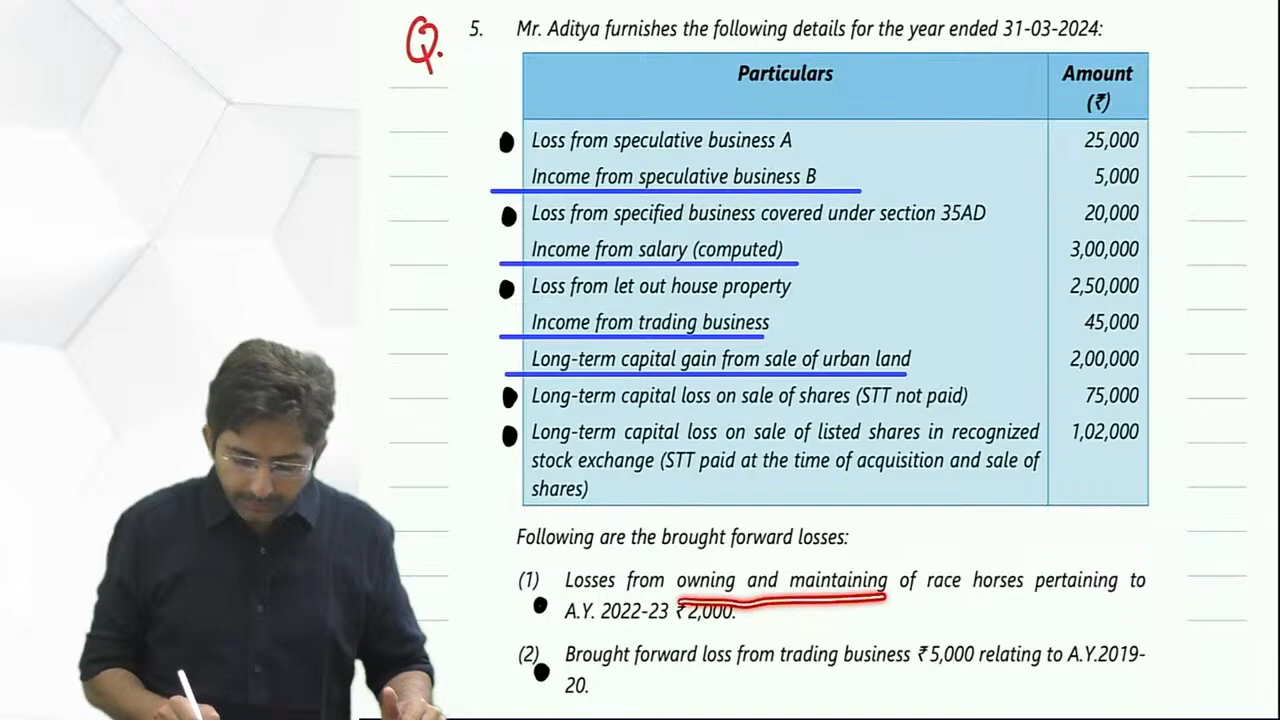 Q.
5. Mr. Aditya furnishes the following details for the year ended 31-03-2024:
Particulars Amount
(₹)
Loss from speculative business A 25,000
Income from speculative business B 5,000
Loss from specified business covered under section 35AD 20,000
Income from salary (computed) 3,00,000
Loss from let out house property 2,50,000
Income from trading business 45,000
Long-term capital gain from sale of urban land 2,00,000
Long-term capital loss on sale of shares (STT not paid) 75,000
Long-term capital loss on sale of listed shares in recognized 1,02,000
stock exchange (STT paid at the time of acquisition and sale of
shares)
Following are the brought forward losses:
(1) Losses from owning and maintaining of race horses pertaining to
A.Y. 2022-23 ₹ 2,000.
(2) Brought forward loss from trading business ₹ 5,000 relating to A.Y.2019-
20.